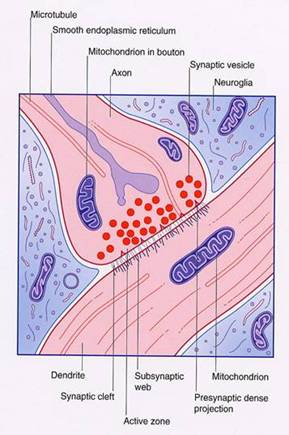 Microtubule
Smooth endoplasmic reticulum
Mitochondrion in bouton
Axon
Synaptic vesicle
Neuroglia
Dendrite
Synaptic cleft
Active zone
Subsynaptic
web
Mitochondrion
Presynaptic dense
projection